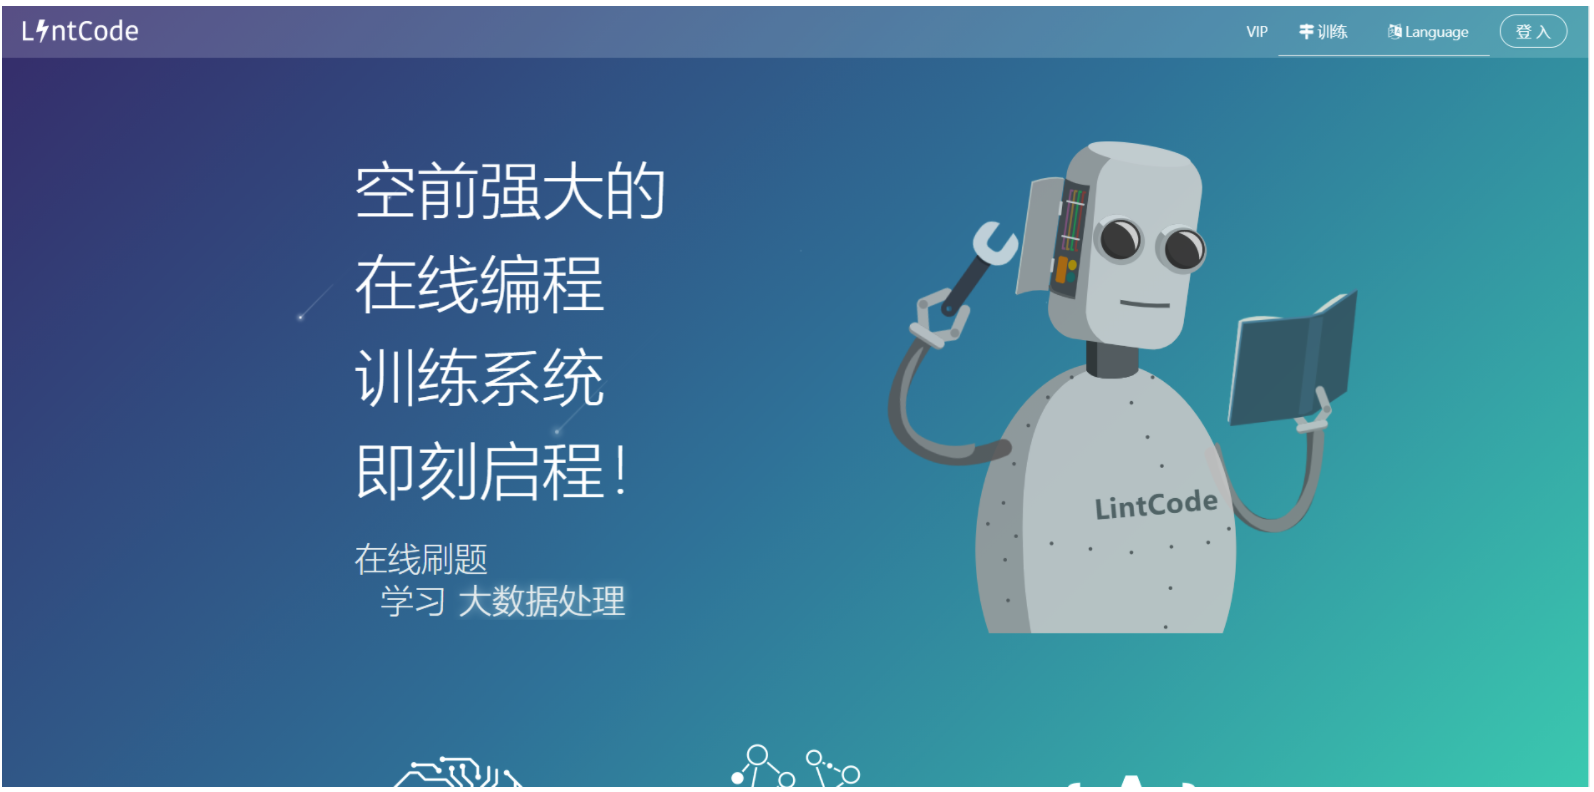 LintCode
VIP 训练 Language 登入
空前强大的
在线编程
训练系统
即刻启程！
在线刷题
学习 大数据处理
LintCode